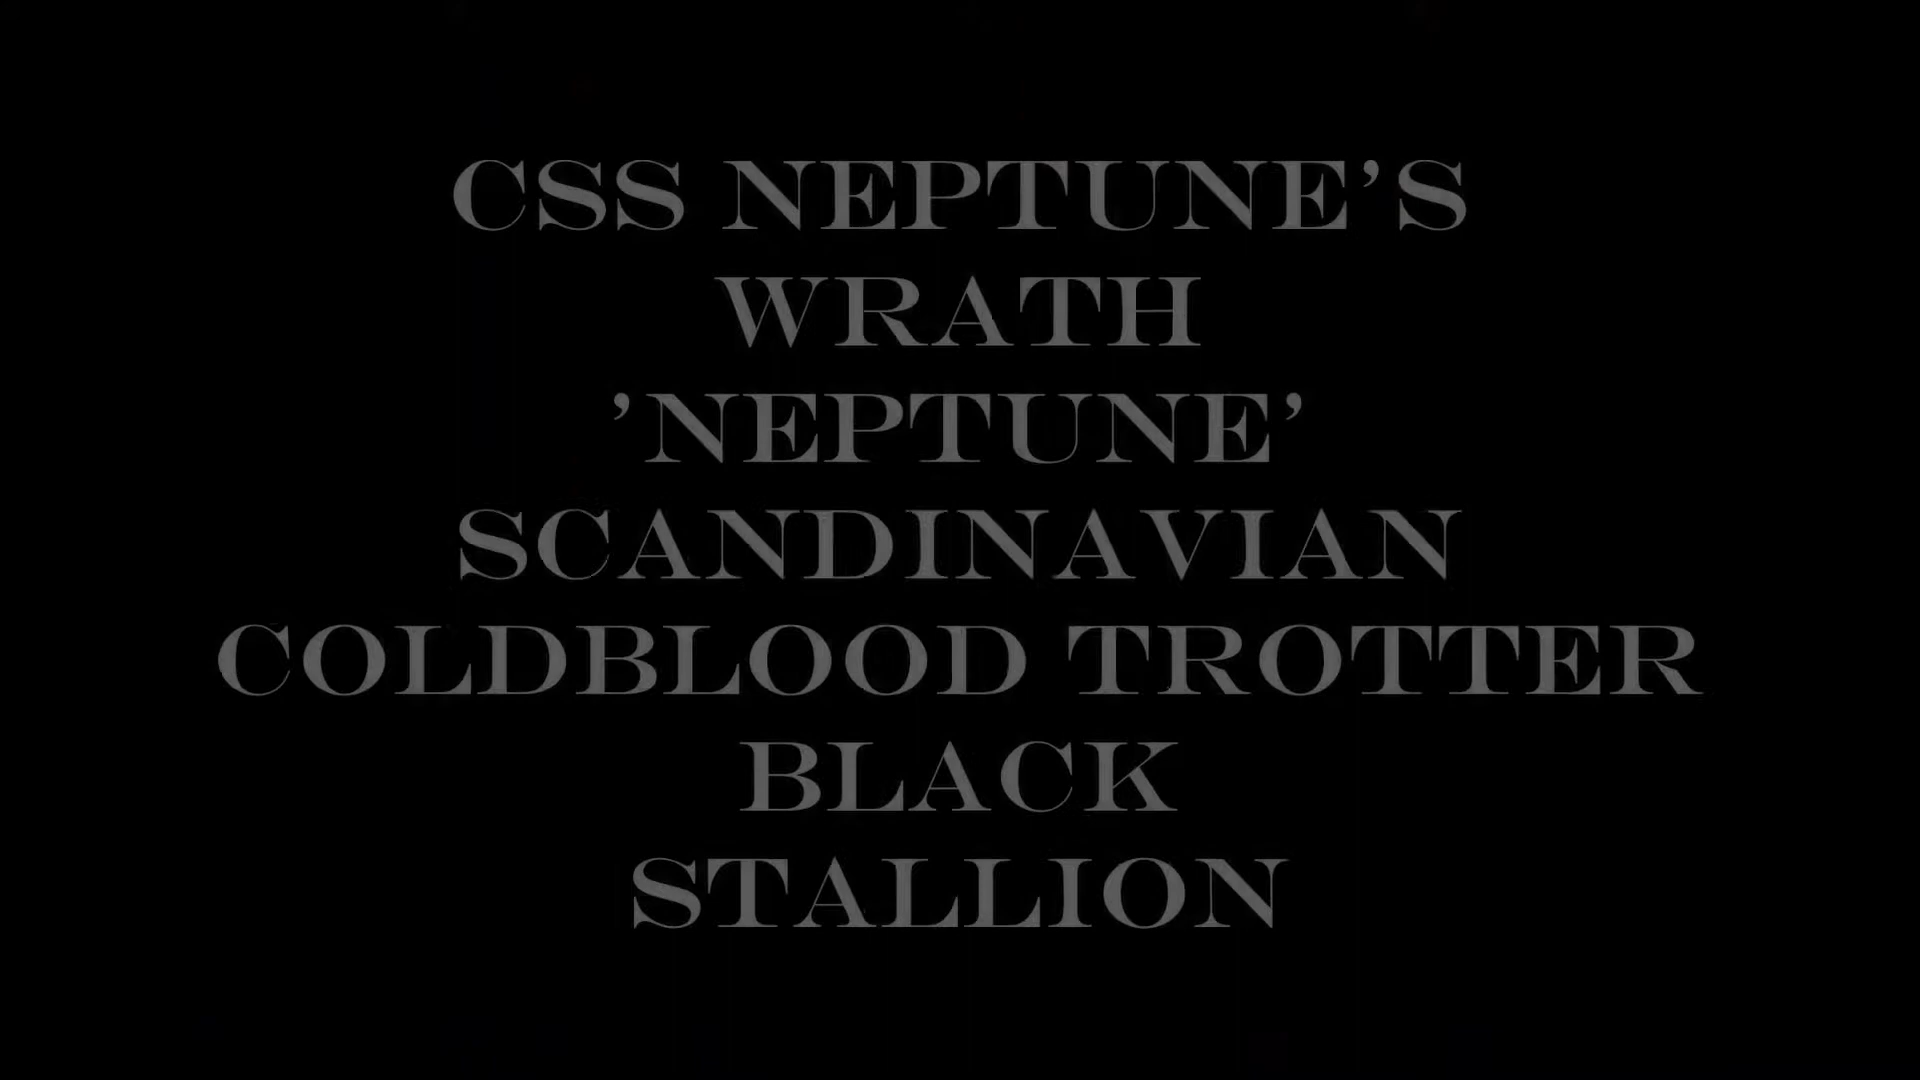 CSS NEPTUNE'S
WRATH
'NEPTUNE'
SCANDINAVIAN
COLDBLOOD TROTTER
BLACK
STALLION